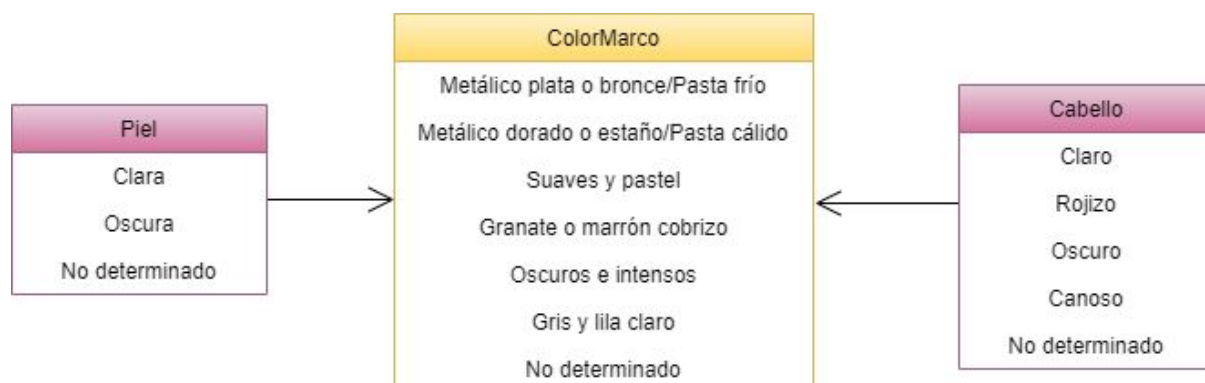 Piel
Clara
Oscura
No determinado
ColorMarco
Metálico plata o bronce/Pasta frío
Metálico dorado o estaño/Pasta cálido
Suaves y pastel
Granate o marrón cobrizo
Oscuros e intensos
Gris y lila claro
No determinado
Cabello
Claro
Rojizo
Oscuro
Canoso
No determinado